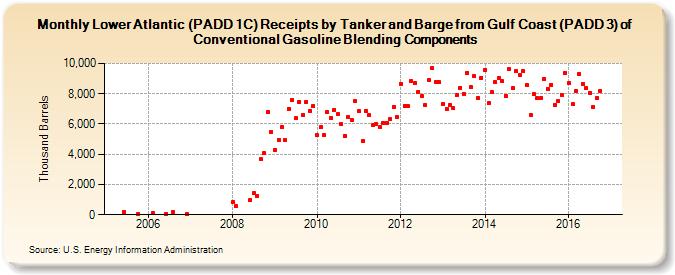 Monthly Lower Atlantic (PADD 1C) Receipts by Tanker and Barge from Gulf Coast (PADD 3) of
Conventional Gasoline Blending Components
Thousand Barrels
10,000
8,000
6,000
4,000
2,000
0
2006 2008 2010 2012 2014 2016
Source: U.S. Energy Information Administration